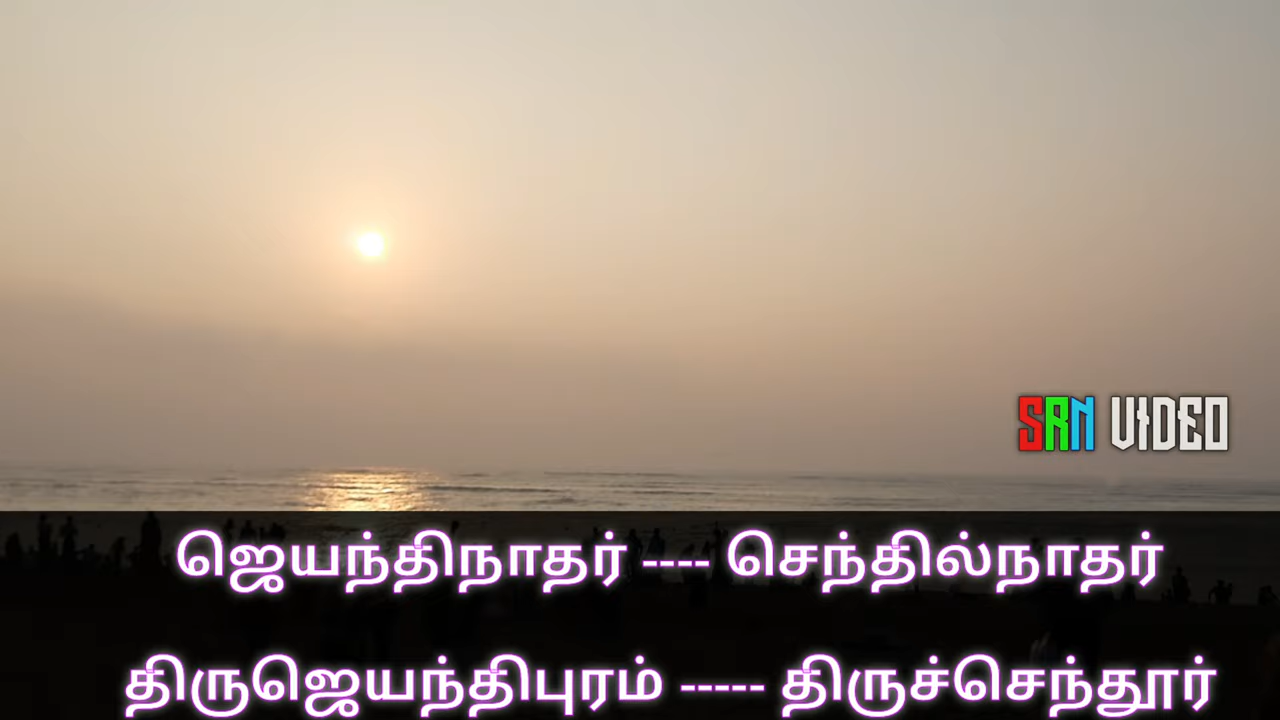 SRN VIDEO
ஜெயந்திநாதர் ---- செந்தில்நாதர்
திருஜெயந்திபுரம் ----- திருச்செந்தூர்